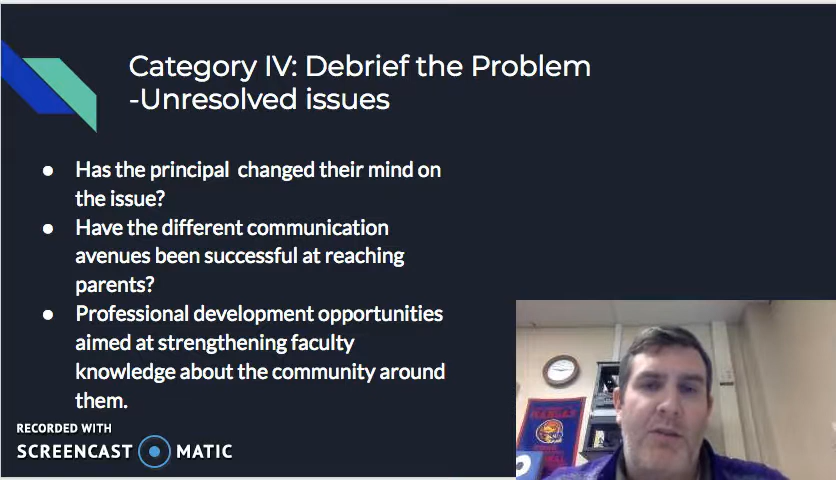 Category IV: Debrief the Problem
-Unresolved issues
● Has the principal changed their mind on
the issue?
● Have the different communication
avenues been successful at reaching
parents?
● Professional development opportunities
aimed at strengthening faculty
knowledge about the community around
them.
RECORDED WITH
SCREENCAST MATIC
KANSAS